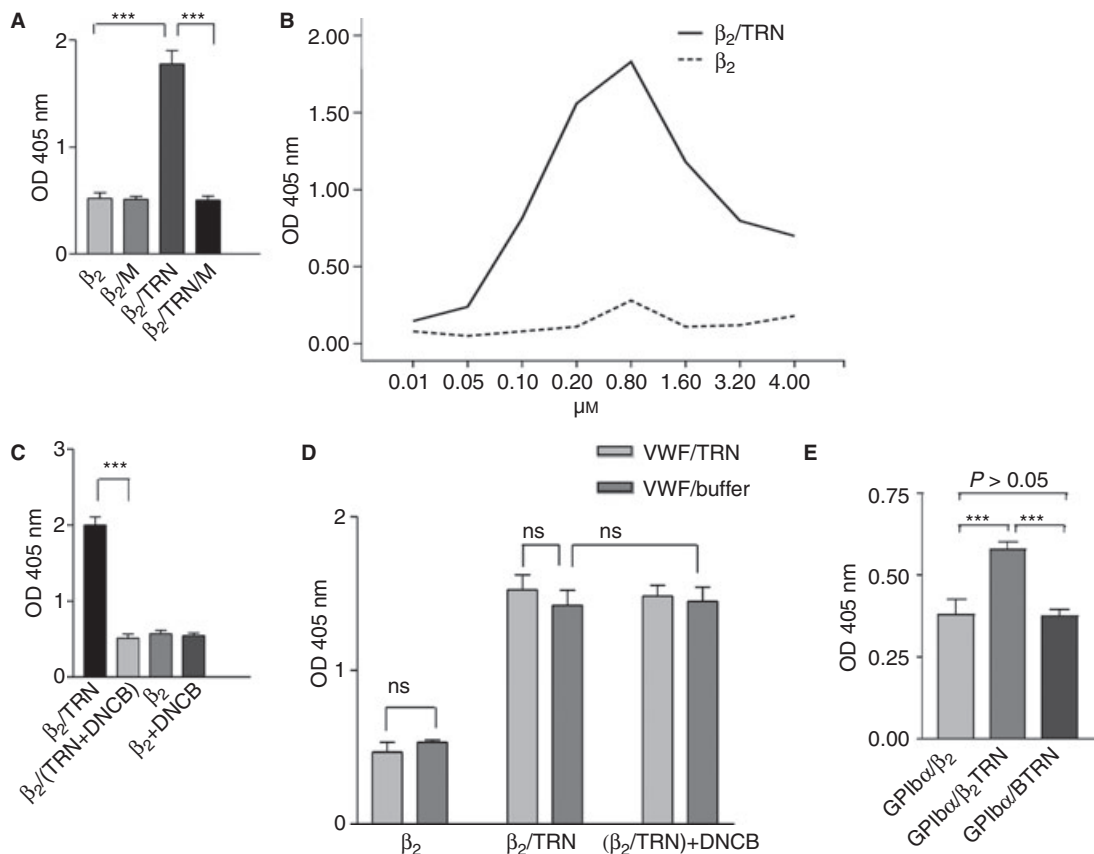 A
***
***
2
1
0
OD 405 nm
β₂
β₂/M
β₂/TRN
β₂/TRN/M
B
β₂/TRN
β₂
2.00
1.50
1.00
0.50
0.00
OD 405 nm
0.01 0.05 0.10 0.20 0.80 1.60 3.20 4.00
μM
C
***
3
2
1
0
OD 405 nm
β₂/TRN
β₂/(TRN+DNCB)
β₂
β₂+DNCB
D
VWF/TRN
VWF/buffer
2
1
0
OD 405 nm
ns
ns
ns
β₂ β₂/TRN (β₂/TRN)+DNCB
E
P > 0.05
***
***
0.75
0.50
0.25
0.00
OD 405 nm
GPIbα/β₂
GPIbα/β₂TRN
GPIbα/BTRN